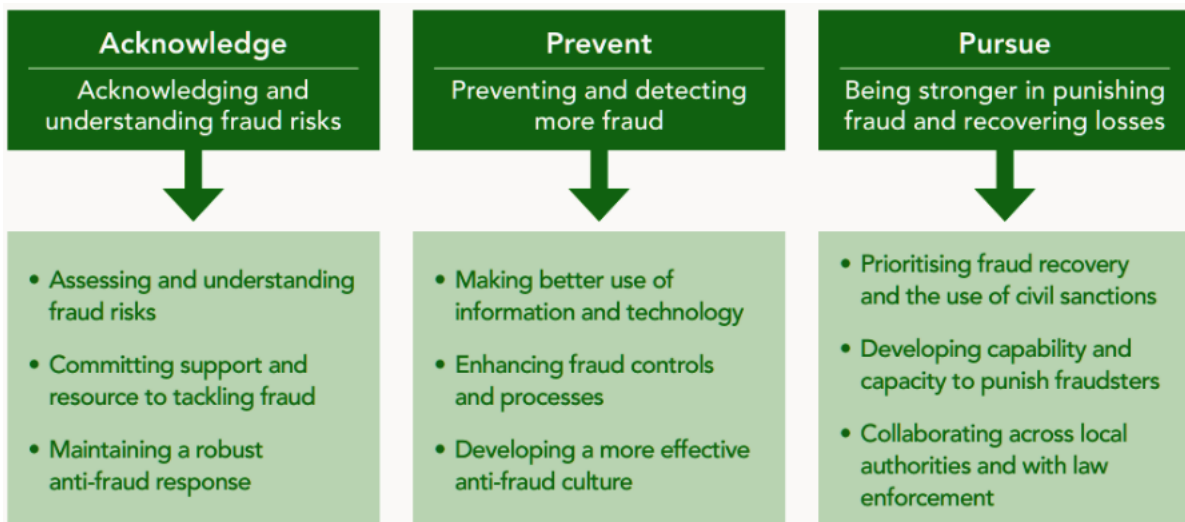 Acknowledge
Acknowledging and
understanding fraud risks
• Assessing and understanding
fraud risks
• Committing support and
resource to tackling fraud
• Maintaining a robust
anti-fraud response
Prevent
Preventing and detecting
more fraud
• Making better use of
information and technology
• Enhancing fraud controls
and processes
• Developing a more effective
anti-fraud culture
Pursue
Being stronger in punishing
fraud and recovering losses
• Prioritising fraud recovery
and the use of civil sanctions
• Developing capability and
capacity to punish fraudsters
• Collaborating across local
authorities and with law
enforcement